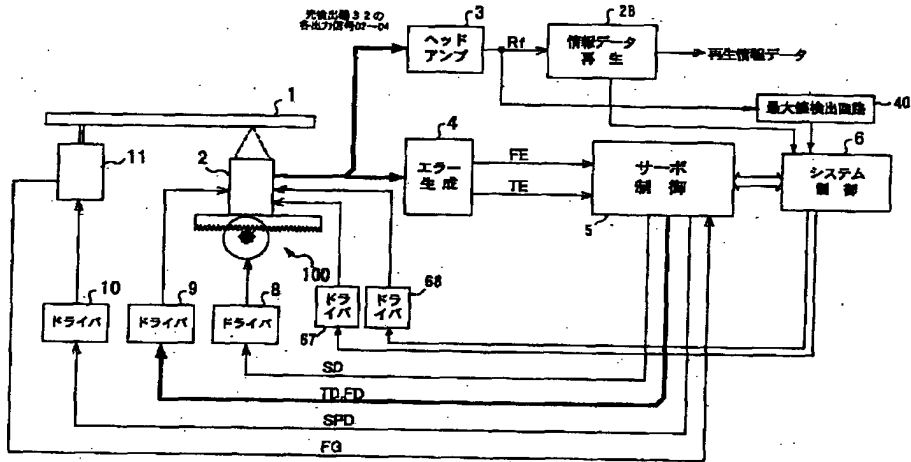 光検出器32の
各出力信号02〜04
3
ヘッド
アンプ
Rf
2B
情報データ
再生
再生情報データ
最大値検出回路
40
1
11
2
4
エラー
生成
FE
TE
サーボ
制御
5
6
システム
制御
100
10
ドライバ
9
ドライバ
8
ドライバ
ドラ
イバ
67
ドラ
イバ
68
SD
TD,FD
SPD
FG